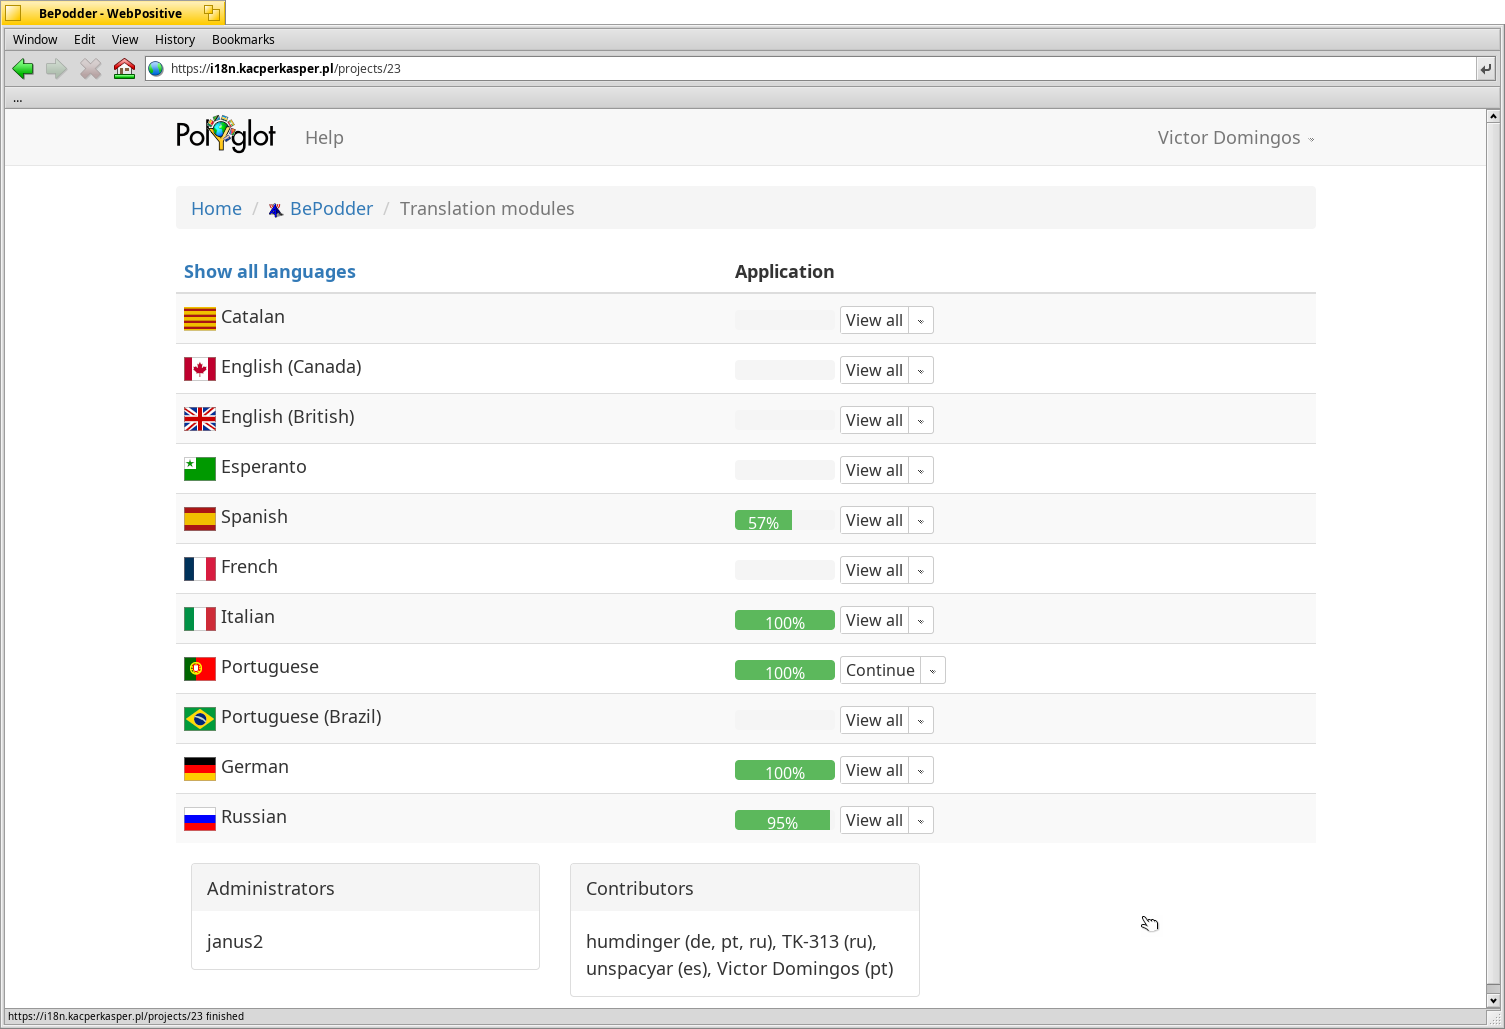 BePodder - WebPositive
Window Edit View History Bookmarks
https://i18n.kacperkasper.pl/projects/23
...
Polyglot Help Victor Domingos
Home / BePodder / Translation modules
Show all languages Application
Catalan View all
English (Canada) View all
English (British) View all
Esperanto View all
Spanish 57% View all
French View all
Italian 100% View all
Portuguese 100% Continue
Portuguese (Brazil) View all
German 100% View all
Russian 95% View all
Administrators
janus2
Contributors
humdinger (de, pt, ru), TK-313 (ru),
unspacyar (es), Victor Domingos (pt)
https://i18n.kacperkasper.pl/projects/23 finished